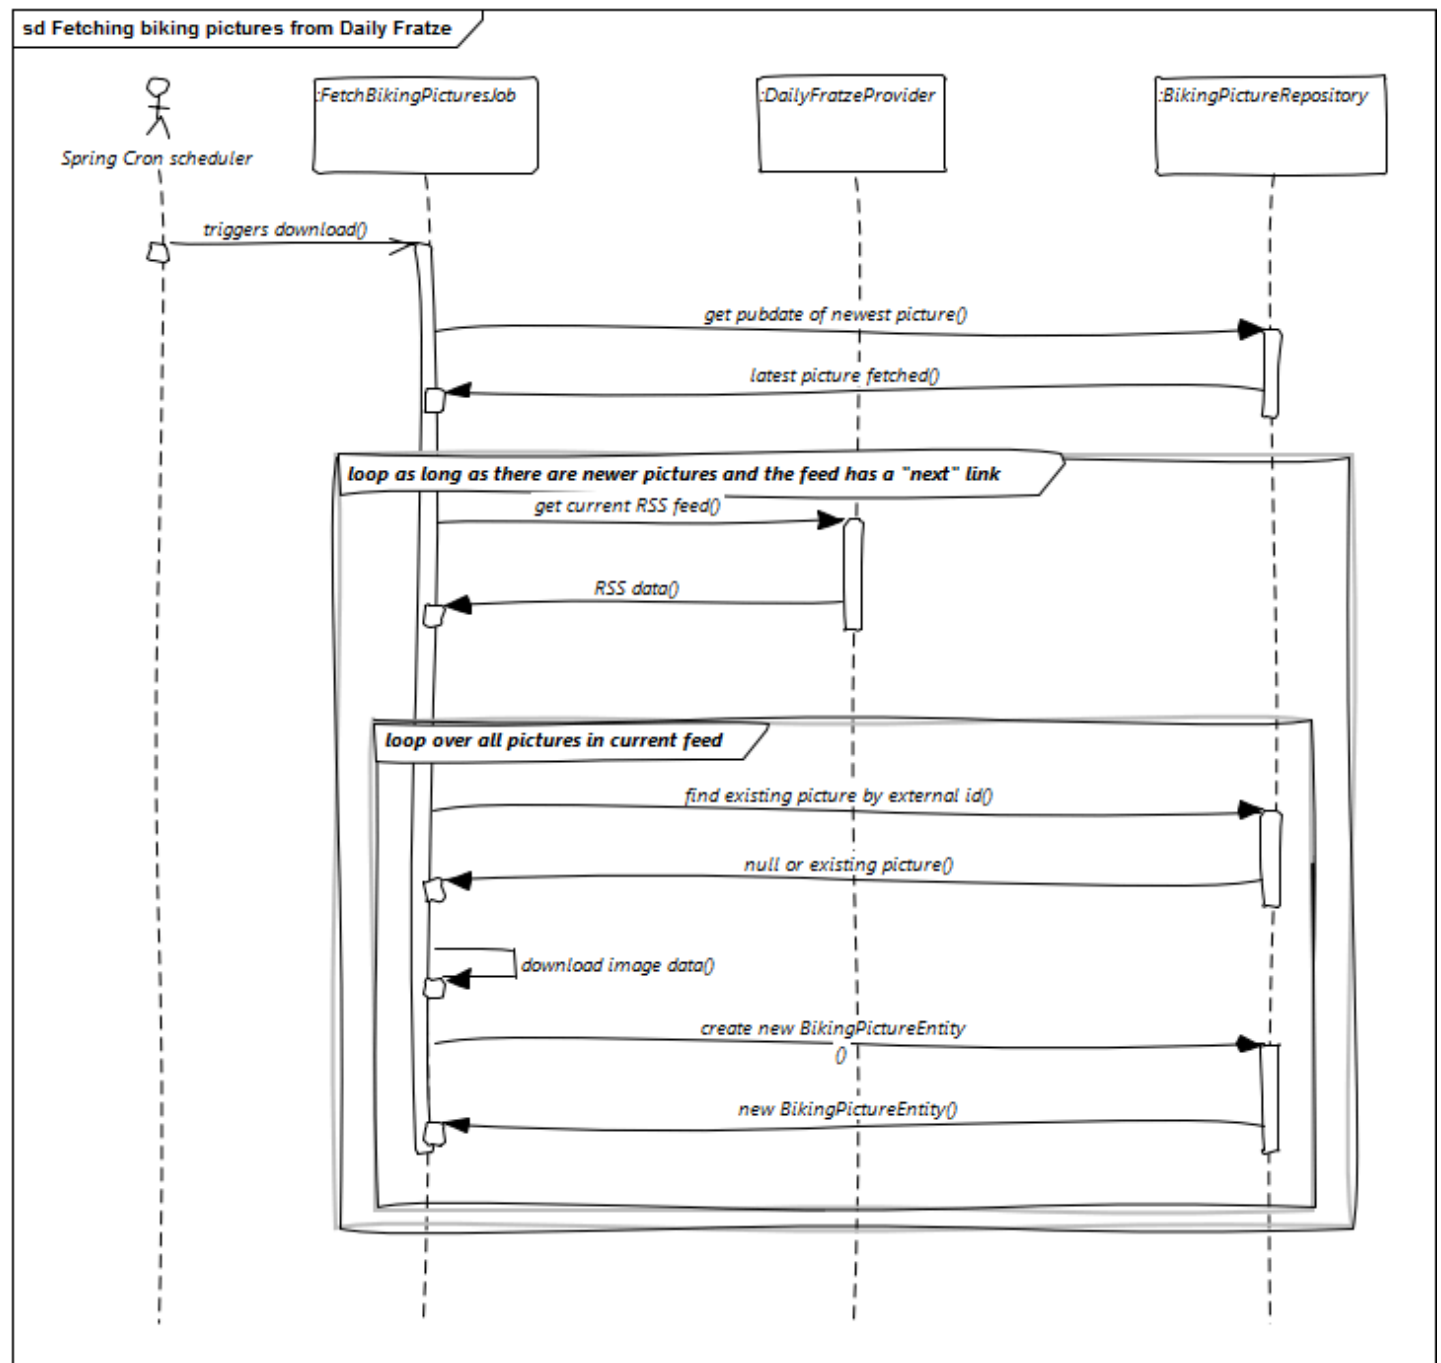 sd Fetching biking pictures from Daily Fratze
:FetchBikingPicturesJob
:DailyFratzeProvider
:BikingPictureRepository
Spring Cron scheduler
triggers download()
get pubdate of newest picture()
latest picture fetched()
loop as long as there are newer pictures and the feed has a "next" link
get current RSS feed()
RSS data()
loop over all pictures in current feed
find existing picture by external id()
null or existing picture()
download image data()
create new BikingPictureEntity
()
new BikingPictureEntity()